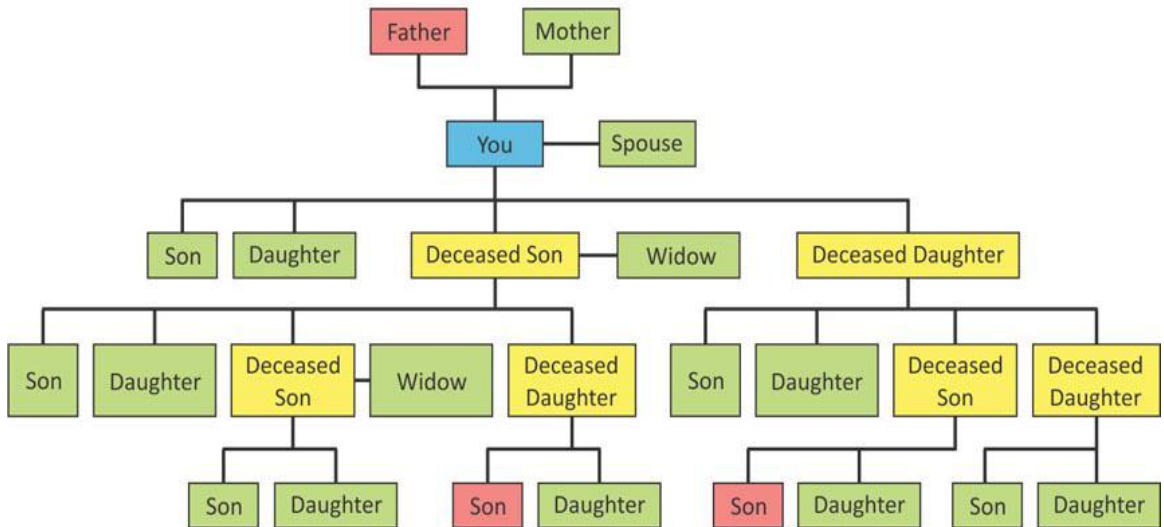 Father
Mother
You
Spouse
Son
Daughter
Deceased Son
Widow
Deceased Daughter
Son
Daughter
Deceased
Son
Widow
Deceased
Daughter
Son
Daughter
Deceased
Son
Deceased
Daughter
Son
Daughter
Son
Daughter
Son
Daughter
Son
Daughter